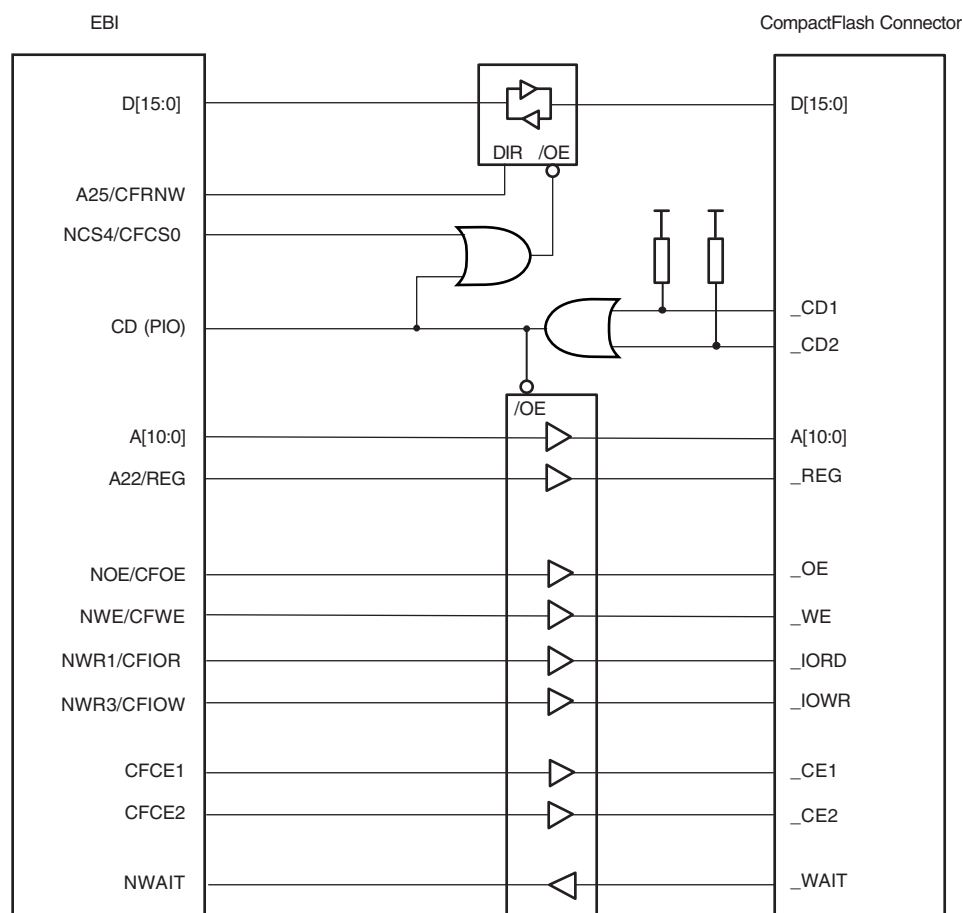 EBI
CompactFlash Connector
D[15:0]
D[15:0]
DIR /OE
A25/CFRNW
NCS4/CFCS0
_CD1
CD (PIO)
_CD2
/OE
A[10:0]
A[10:0]
A22/REG
_REG
NOE/CFOE
_OE
NWE/CFWE
_WE
NWR1/CFIOR
_IORD
NWR3/CFIOW
_IOWR
CFCE1
_CE1
CFCE2
_CE2
NWAIT
_WAIT